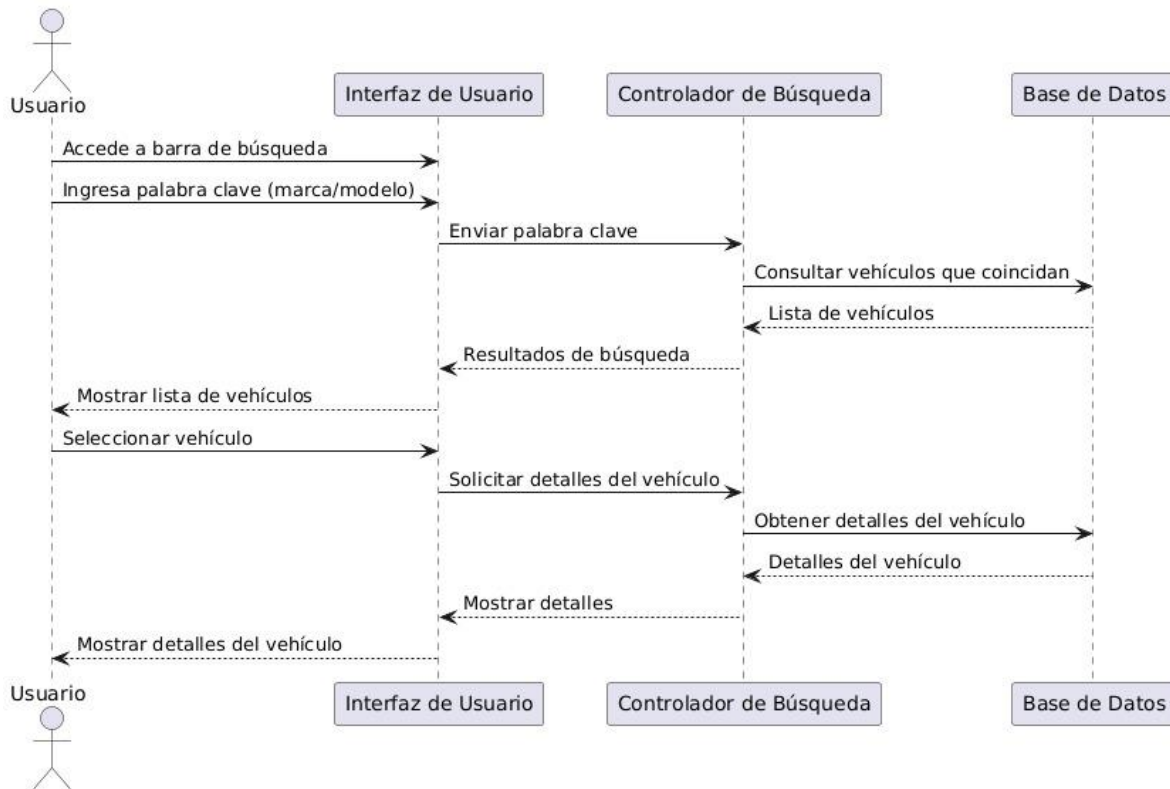 Usuario
Interfaz de Usuario
Controlador de Búsqueda
Base de Datos
Accede a barra de búsqueda
Ingresa palabra clave (marca/modelo)
Enviar palabra clave
Consultar vehículos que coincidan
Lista de vehículos
Resultados de búsqueda
Mostrar lista de vehículos
Seleccionar vehículo
Solicitar detalles del vehículo
Obtener detalles del vehículo
Detalles del vehículo
Mostrar detalles
Mostrar detalles del vehículo
Usuario
Interfaz de Usuario
Controlador de Búsqueda
Base de Datos